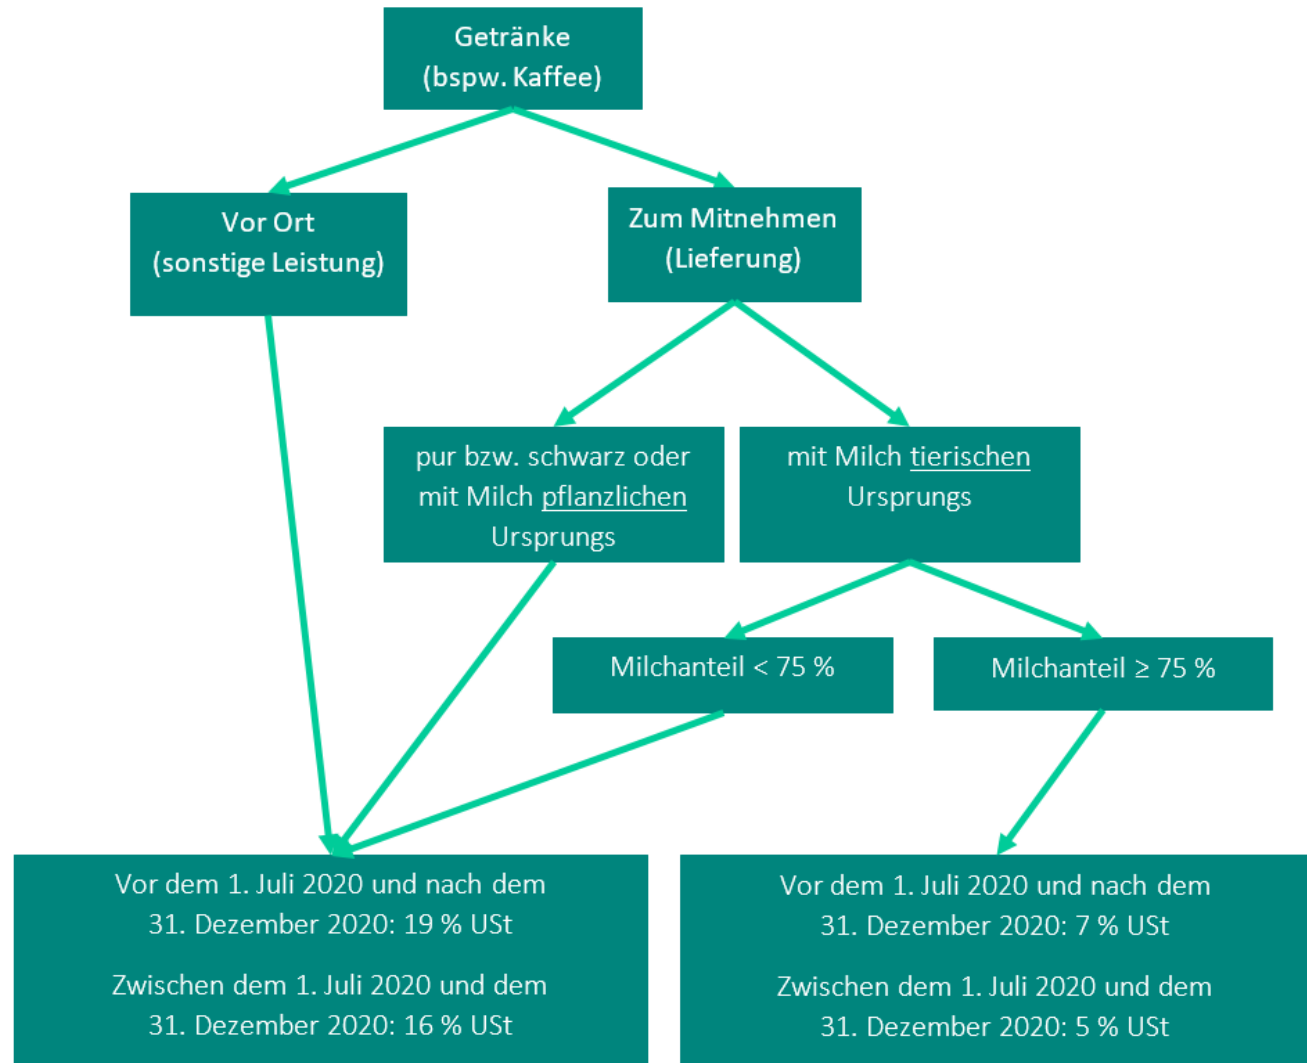 Getränke
(bspw. Kaffee)
Vor Ort
(sonstige Leistung)
Zum Mitnehmen
(Lieferung)
pur bzw. schwarz oder
mit Milch pflanzlichen
Ursprungs
mit Milch tierischen
Ursprungs
Milchanteil < 75 %
Milchanteil ≥ 75 %
Vor dem 1. Juli 2020 und nach dem
31. Dezember 2020: 19 % USt
Zwischen dem 1. Juli 2020 und dem
31. Dezember 2020: 16 % USt
Vor dem 1. Juli 2020 und nach dem
31. Dezember 2020: 7 % USt
Zwischen dem 1. Juli 2020 und dem
31. Dezember 2020: 5 % USt